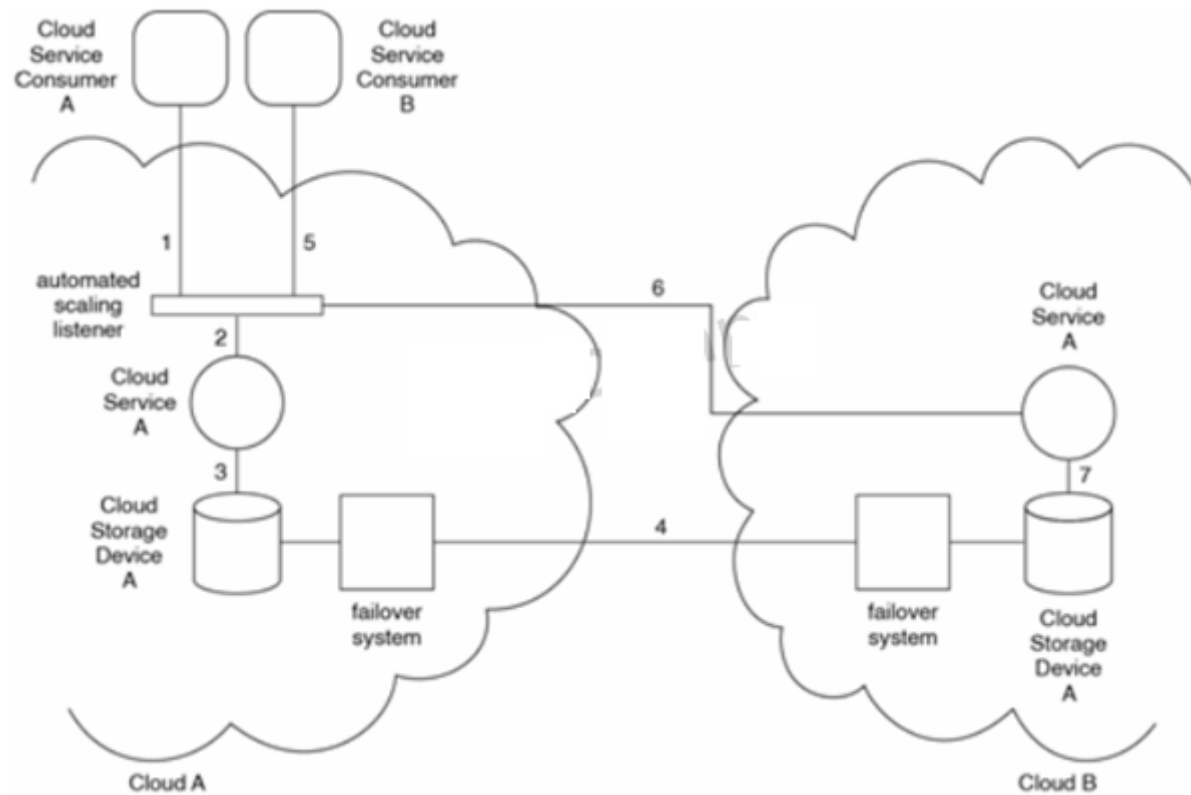 Cloud
Service
Consumer
A
Cloud
Service
Consumer
B
1
5
automated
scaling
listener
6
Cloud
Service
A
2
Cloud
Service
A
3
7
Cloud
Storage
Device
A
4
failover
system
failover
system
Cloud
Storage
Device
A
Cloud A
Cloud B